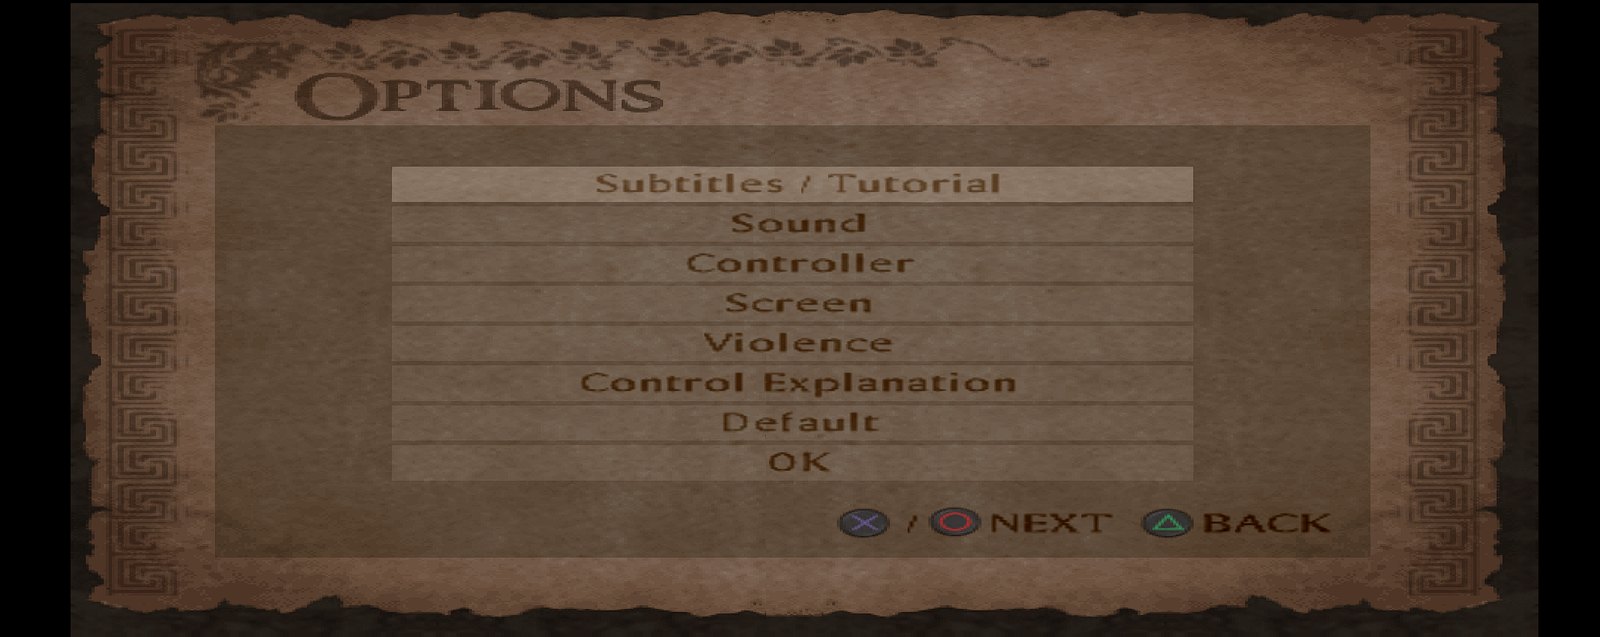 OPTIONS
Subtitles / Tutorial
Sound
Controller
Screen
Violence
Control Explanation
Default
OK
/ NEXT BACK